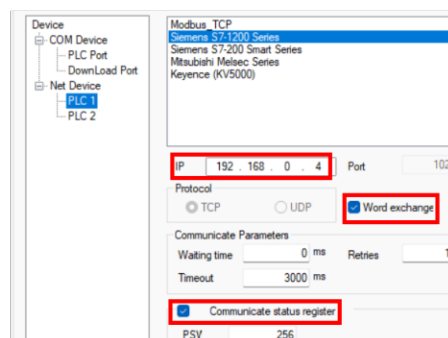 Device
COM Device
PLC Port
DownLoad Port
Net Device
PLC 1
PLC 2
Modbus_TCP
Siemens S7-1200 Series
Siemens S7-200 Smart Series
Mitsubishi Melsec Series
Keyence (KV5000)
IP 192 . 168 . 0 . 4 Port 102
Protocol
TCP UDP Word exchange
Communicate Parameters
Waiting time 0 ms Retries 1
Timeout 3000 ms
Communicate status register
PSV 256